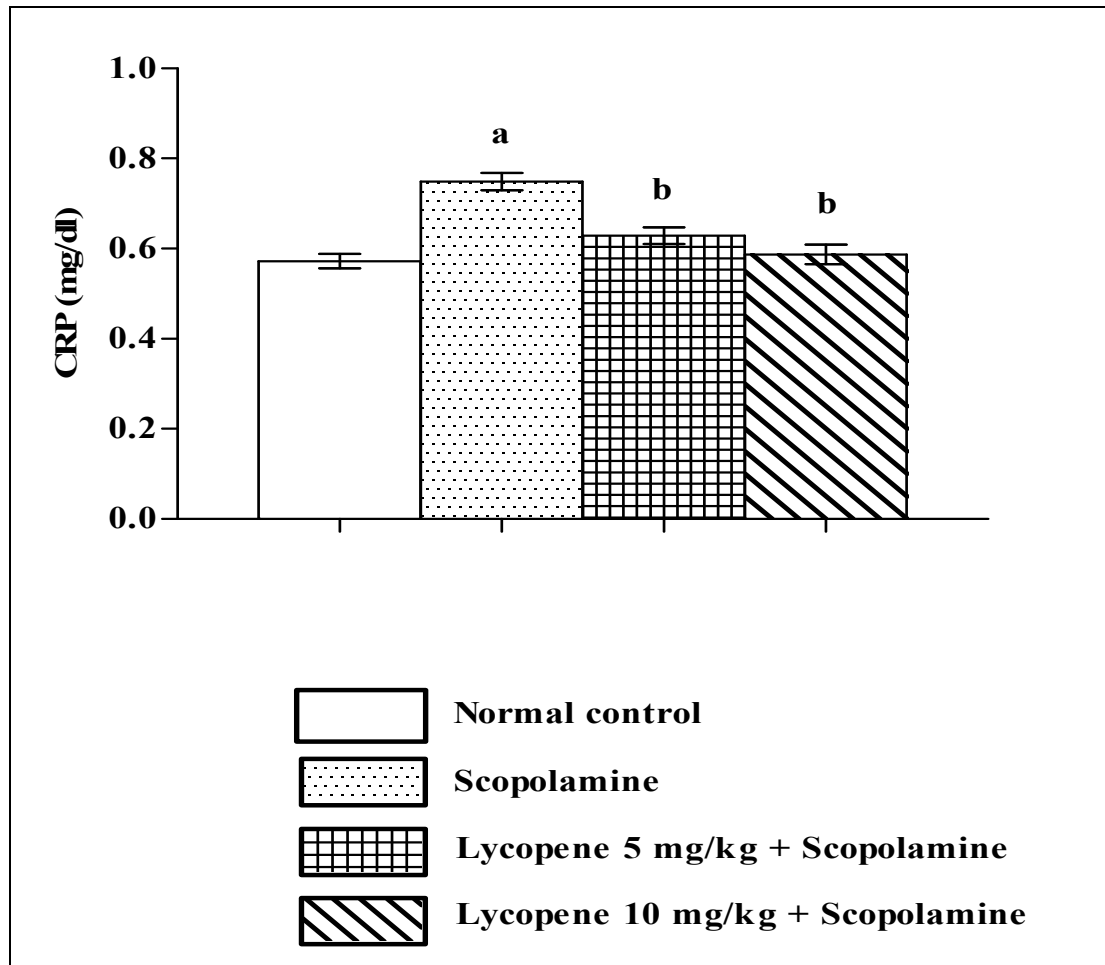 1.0
0.8
0.6
0.4
0.2
0.0
CRP (mg/dl)
a
b
b
Normal control
Scopolamine
Lycopene 5 mg/kg + Scopolamine
Lycopene 10 mg/kg + Scopolamine